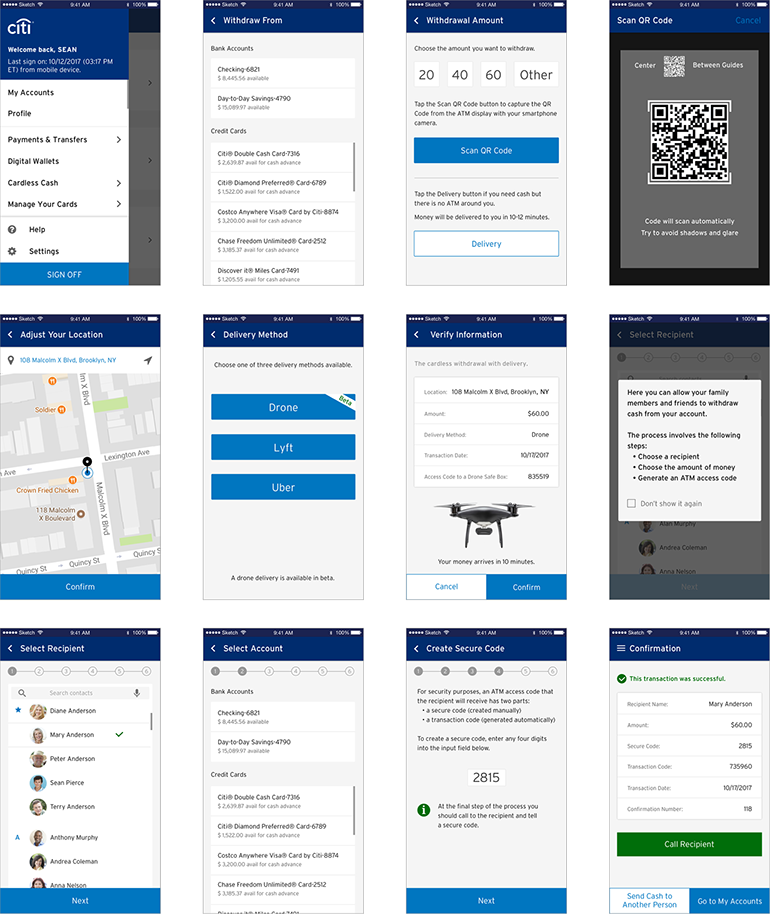 ●●●●● Sketch 9:41 AM 100%
citi
Welcome back, SEAN
Last sign on: 10/12/2017 (03:17 PM
ET) from mobile device.
My Accounts
Profile
Payments & Transfers
Digital Wallets
Cardless Cash
Manage Your Cards
Help
Settings
SIGN OFF
●●●●● Sketch 9:41 AM 100%
Withdraw From
Bank Accounts
Checking-6821
$ 8,445.56 available
Day-to-Day Savings-4790
$ 15,089.97 available
Credit Cards
Citi® Double Cash Card-7316
$ 2,639.87 avail for cash advance
Citi® Diamond Preferred® Card-6789
$ 1,522.00 avail for cash advance
Costco Anywhere Visa® Card by Citi-8874
$ 3,200.00 avail for cash advance
Chase Freedom Unlimited® Card-2512
$ 3,185.37 avail for cash advance
Discover it® Miles Card-7491
$ 1,205.55 avail for cash advance
●●●●● Sketch 9:41 AM 100%
Withdrawal Amount
Choose the amount you want to withdraw.
20 40 60 Other
Tap the Scan QR Code button to capture the QR
Code from the ATM display with your smartphone
camera.
Scan QR Code
Tap the Delivery button if you need cash but
there is no ATM around you.
Money will be delivered to you in 10-12 minutes.
Delivery
●●●●● Sketch 9:41 AM 100%
Scan QR Code Cancel
Center Between Guides
Code will scan automatically
Try to avoid shadows and glare
●●●●● Sketch 9:41 AM 100%
Adjust Your Location
108 Malcolm X Blvd, Brooklyn, NY
Soldier
Malcolm X Blvd
Lexington Ave
n Ave
Crown Fried Chicken
118 Malcolm
X Boulevard
Malcolm X Blvd
Quincy St
Quincy St
Confirm
●●●●● Sketch 9:41 AM 100%
Delivery Method
Choose one of three delivery methods available.
Drone
Beta
Lyft
Uber
A drone delivery is available in beta.
●●●●● Sketch 9:41 AM 100%
Verify Information
The cardless withdrawal with delivery.
Location: 108 Malcolm X Blvd, Brooklyn, NY
Amount: $60.00
Delivery Method: Drone
Transaction Date: 10/17/2017
Access Code to a Drone Safe Box: 835519
Your money arrives in 10 minutes.
Cancel Confirm
●●●●● Sketch 9:41 AM 100%
Select Recipient
1 2 3 4 5 6
Here you can allow your family
members and friends to withdraw
cash from your account.
The process involves the following
steps:
• Choose a recipient
• Choose the amount of money
• Generate an ATM access code
Don't show it again
Alan Murphy
Andrea Coleman
Anna Nelson
Next
●●●●● Sketch 9:41 AM 100%
Select Recipient
1 2 3 4 5 6
Search contacts
Diane Anderson
Mary Anderson
Peter Anderson
Sean Pierce
Terry Anderson
A Anthony Murphy
Andrea Coleman
Anna Nelson
Next
●●●●● Sketch 9:41 AM 100%
Select Account
1 2 3 4 5 6
Bank Accounts
Checking-6821
$ 8,445.56 available
Day-to-Day Savings-4790
$ 15,089.97 available
Credit Cards
Citi® Double Cash Card-7316
$ 2,639.87 avail for cash advance
Citi® Diamond Preferred® Card-6789
$ 1,522.00 avail for cash advance
Costco Anywhere Visa® Card by Citi-8874
$ 3,200.00 avail for cash advance
Chase Freedom Unlimited® Card-2512
$ 3,185.37 avail for cash advance
Discover it® Miles Card-7491
●●●●● Sketch 9:41 AM 100%
Create Secure Code
1 2 3 4 5 6
For security purposes, an ATM access code that
the recipient will receive has two parts:
• a secure code (created manually)
• a transaction code (generated automatically)
To create a secure code, enter any four digits
into the input field below.
2815
At the final step of the process you
should call to the recipient and tell
a secure code.
Next
●●●●● Sketch 9:41 AM 100%
Confirmation
This transaction was successful.
Recipient Name: Mary Anderson
Amount: $60.00
Secure Code: 2815
Transaction Code: 735960
Transaction Date: 10/17/2017
Confirmation Number: 118
Call Recipient
Send Cash to
Another Person
Go to My Accounts